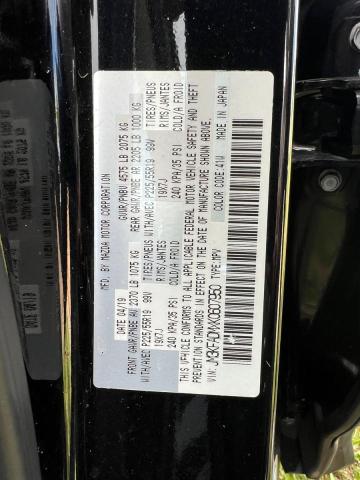 MFD. BY MAZDA MOTOR CORPORATION
DATE 04/19 GVWR/PNBV 4575 LB 2075 KG
FRONT GAWR/PNBE AV 2370 LB 1075 KG REAR GAWR/PNBE AR 2205 LB 1000 KG
WITH/AVEC P225/55R19 99V TIRES/PNEUS WITH/AVEC P225/55R19 99V TIRES/PNEUS
19X7J RIMS/JANTES 19X7J RIMS/JANTES
240 KPA/35 PSI COLD/A FROID 240 KPA/35 PSI COLD/A FROID
THIS VEHICLE CONFORMS TO ALL APPLICABLE FEDERAL MOTOR VEHICLE SAFETY AND THEFT
PREVENTION STANDARDS IN EFFECT ON THE DATE OF MANUFACTURE SHOWN ABOVE.
COLOR CODE: 41W MADE IN JAPAN
TYPE: MPV